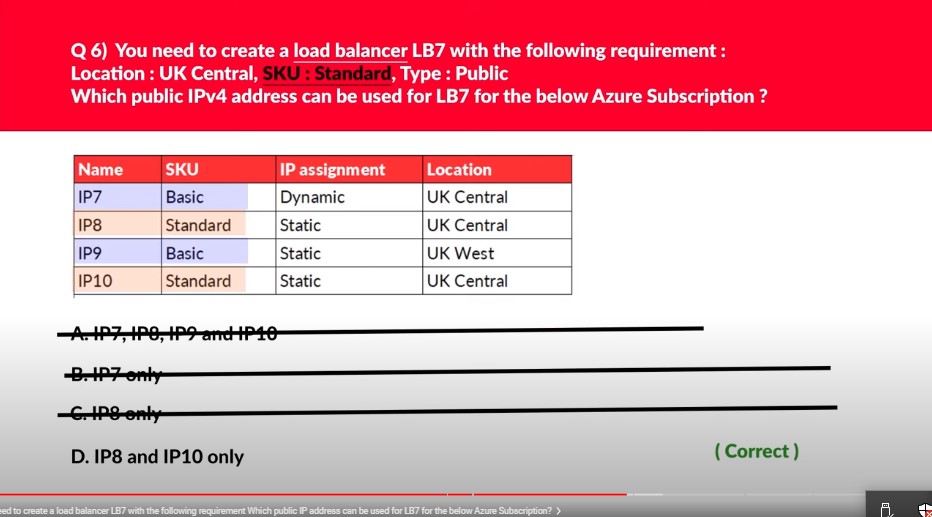 Q 6) You need to create a load balancer LB7 with the following requirement :
Location : UK Central, SKU : Standard, Type : Public
Which public IPv4 address can be used for LB7 for the below Azure Subscription ?
Name SKU IP assignment Location
IP7 Basic Dynamic UK Central
IP8 Standard Static UK Central
IP9 Basic Static UK West
IP10 Standard Static UK Central
A. IP7, IP8, IP9 and IP10
B. IP7 only
C. IP8 only
D. IP8 and IP10 only
( Correct )
eed to create a load balancer LB7 with the following requirement Which public IP address can be used for LB7 for the below Azure Subscription? >